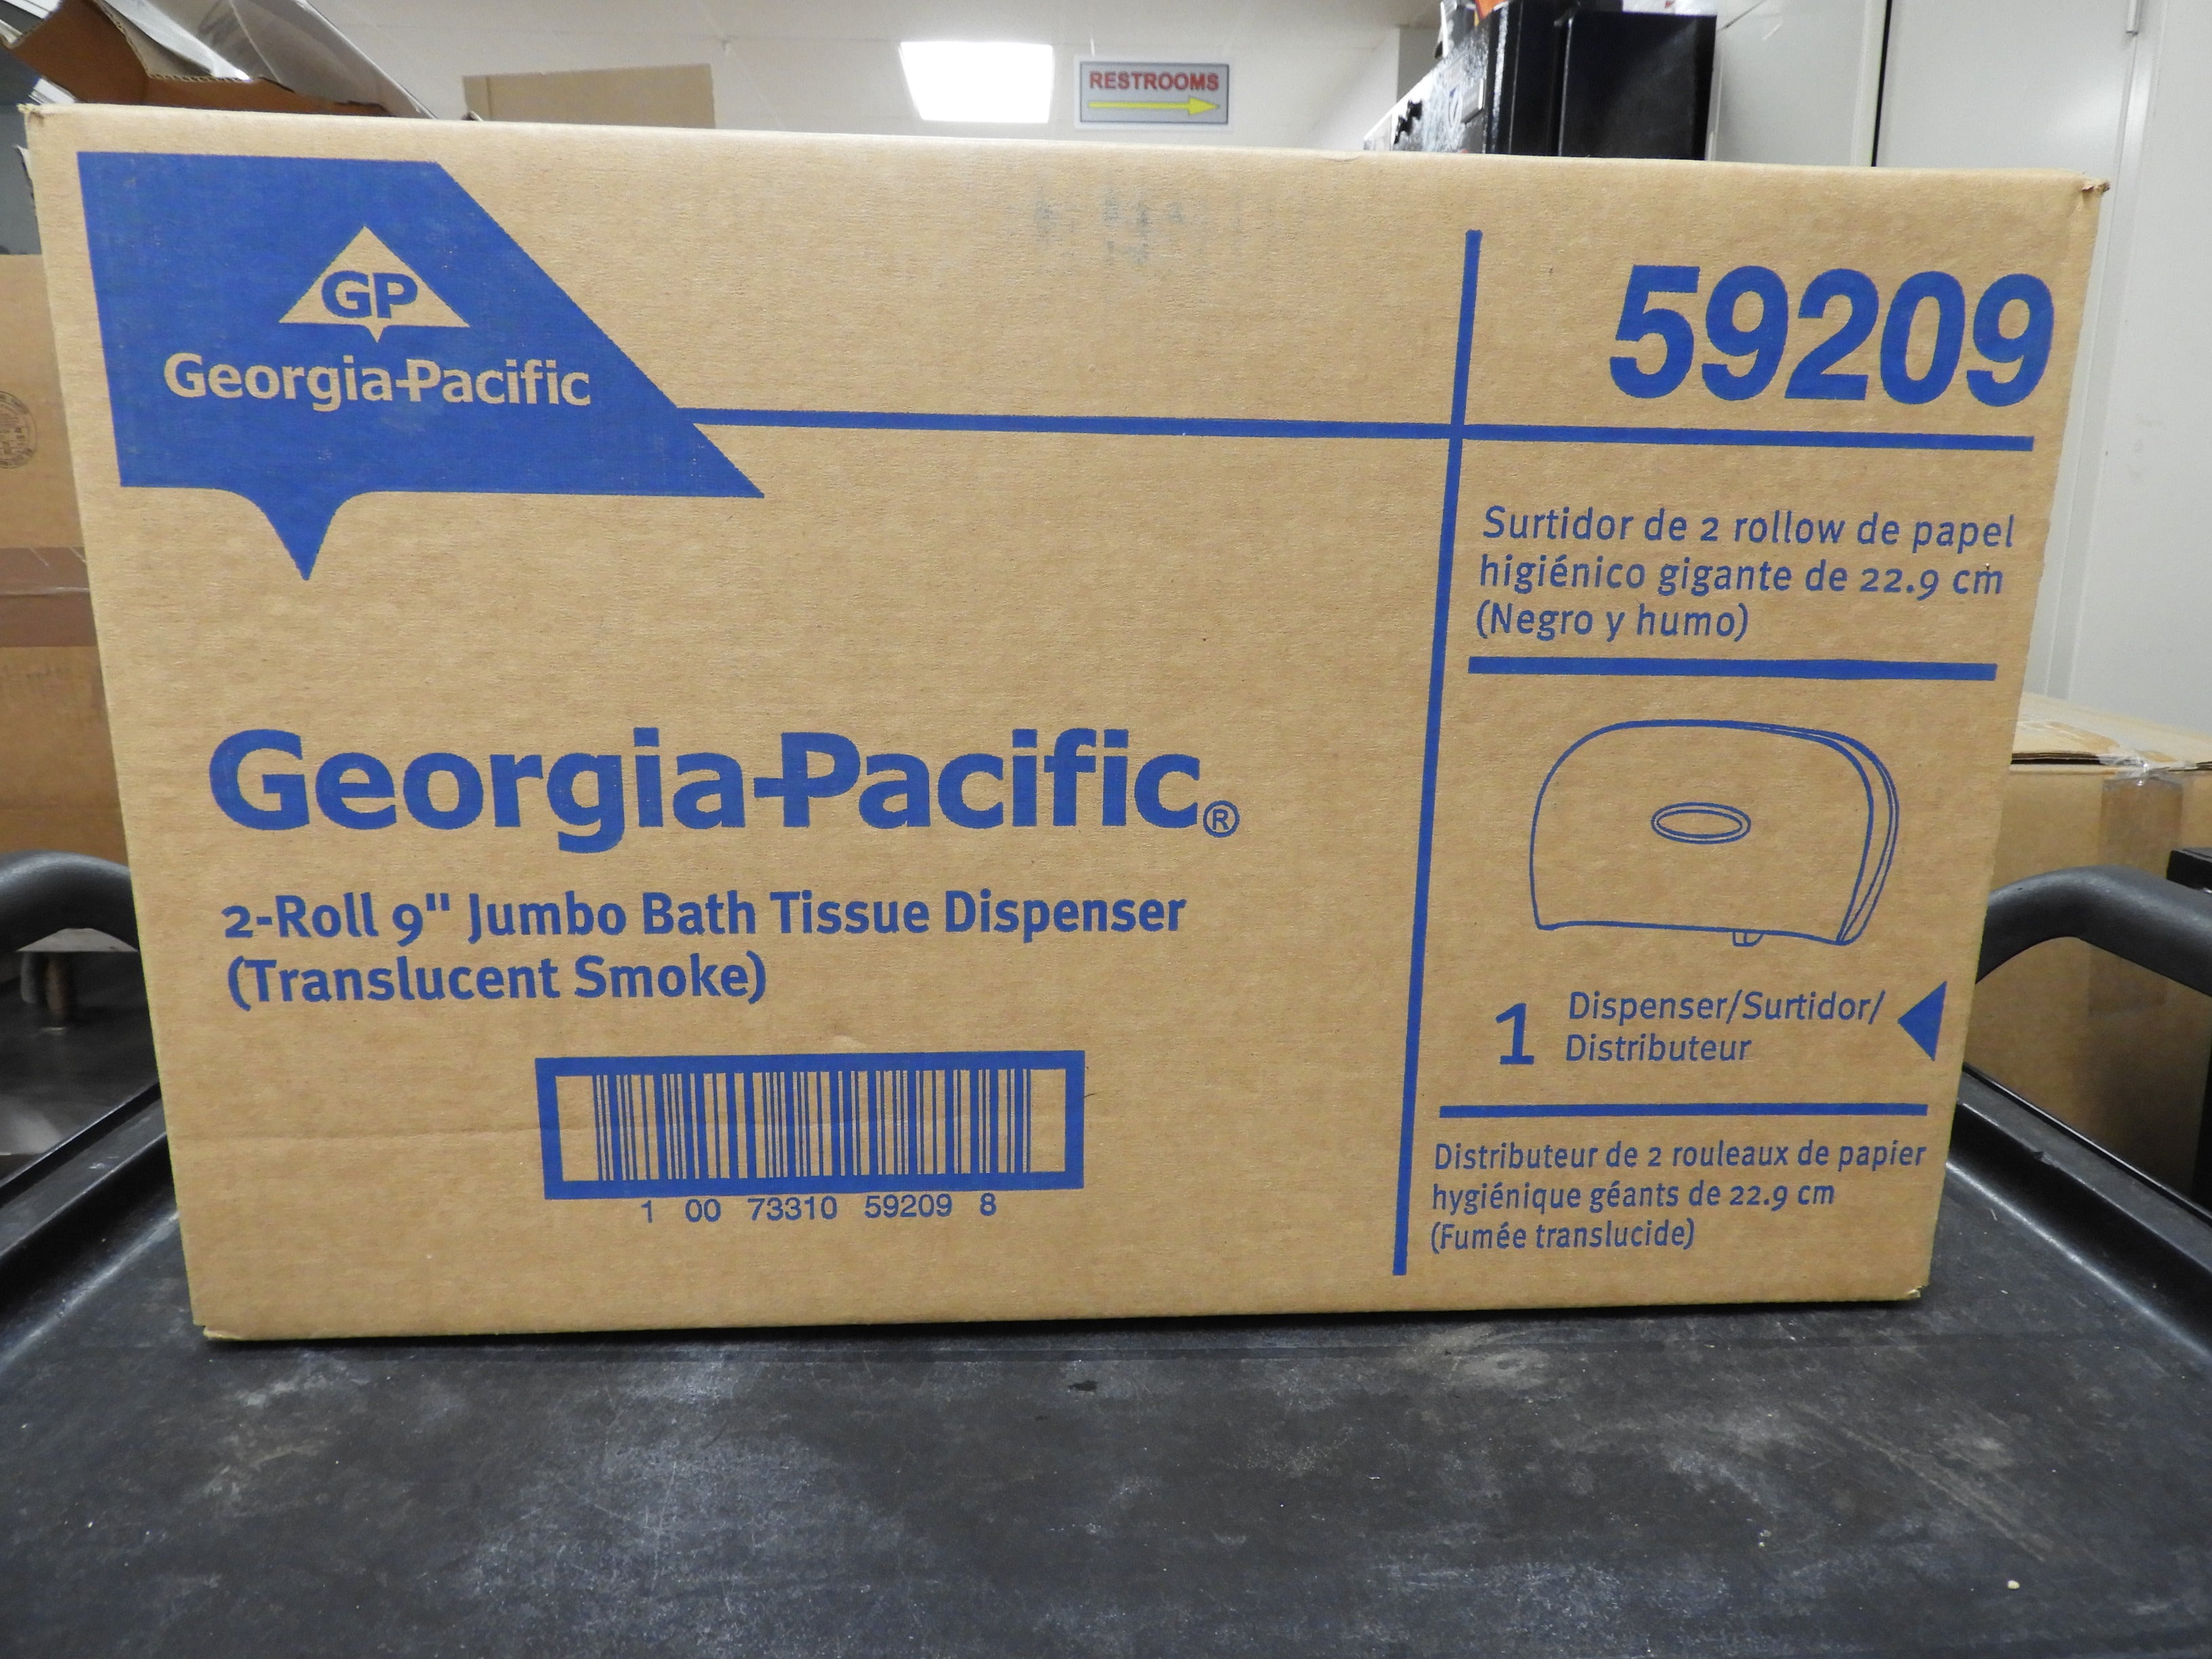 RESTROOMS
GP
Georgia-Pacific
59209
Surtidor de 2 rollow de papel
higiénico gigante de 22.9 cm
(Negro y humo)
Georgia-Pacific®
2-Roll 9" Jumbo Bath Tissue Dispenser
(Translucent Smoke)
1 00 73310 59209 8
1 Dispenser/Surtidor/
Distributeur
Distributeur de 2 rouleaux de papier
hygiénique géants de 22.9 cm
(Fumée translucide)